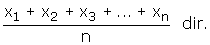 x₁ + x₂ + x₃ + ... + xₙ
n dir.